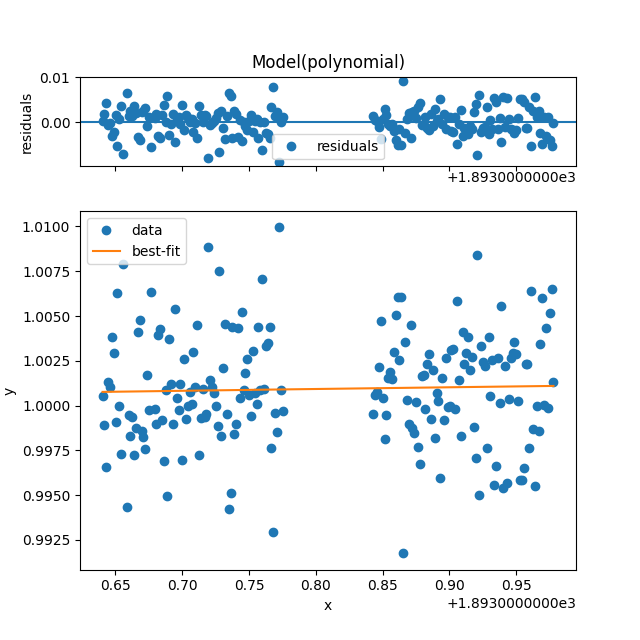 Model(polynomial)
0.01
0.00
residuals
residuals
+1.8930000000e3
1.0100
1.0075
1.0050
1.0025
1.0000
0.9975
0.9950
0.9925
y
data
best-fit
0.65 0.70 0.75 0.80 0.85 0.90 0.95
x
+1.8930000000e3